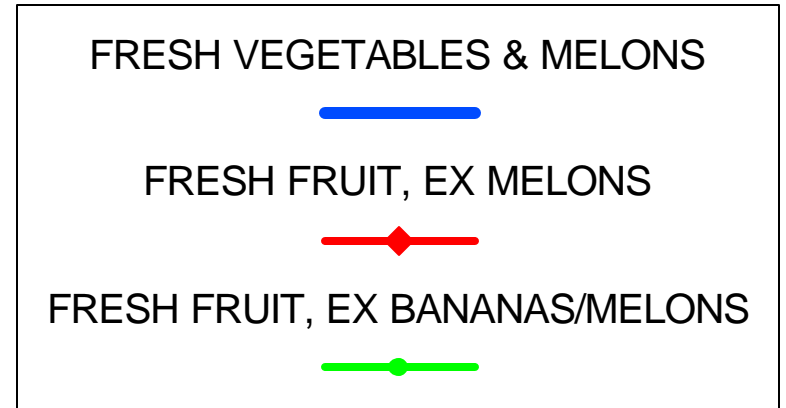 FRESH VEGETABLES & MELONS
FRESH FRUIT, EX MELONS
FRESH FRUIT, EX BANANAS/MELONS